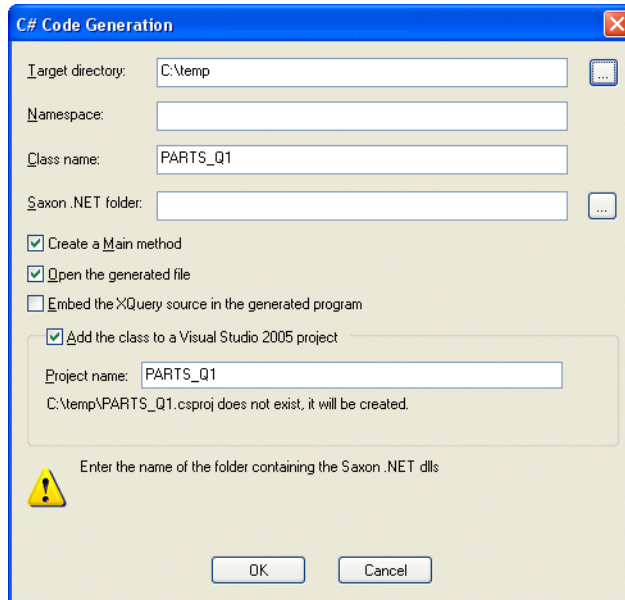 C# Code Generation
Target directory: C:\temp ...
Namespace:
Class name: PARTS_Q1
Saxon .NET folder: ...
Create a Main method
Open the generated file
Embed the XQuery source in the generated program
Add the class to a Visual Studio 2005 project
Project name: PARTS_Q1
C:\temp\PARTS_Q1.csproj does not exist, it will be created.
Enter the name of the folder containing the Saxon .NET dlls
OK Cancel